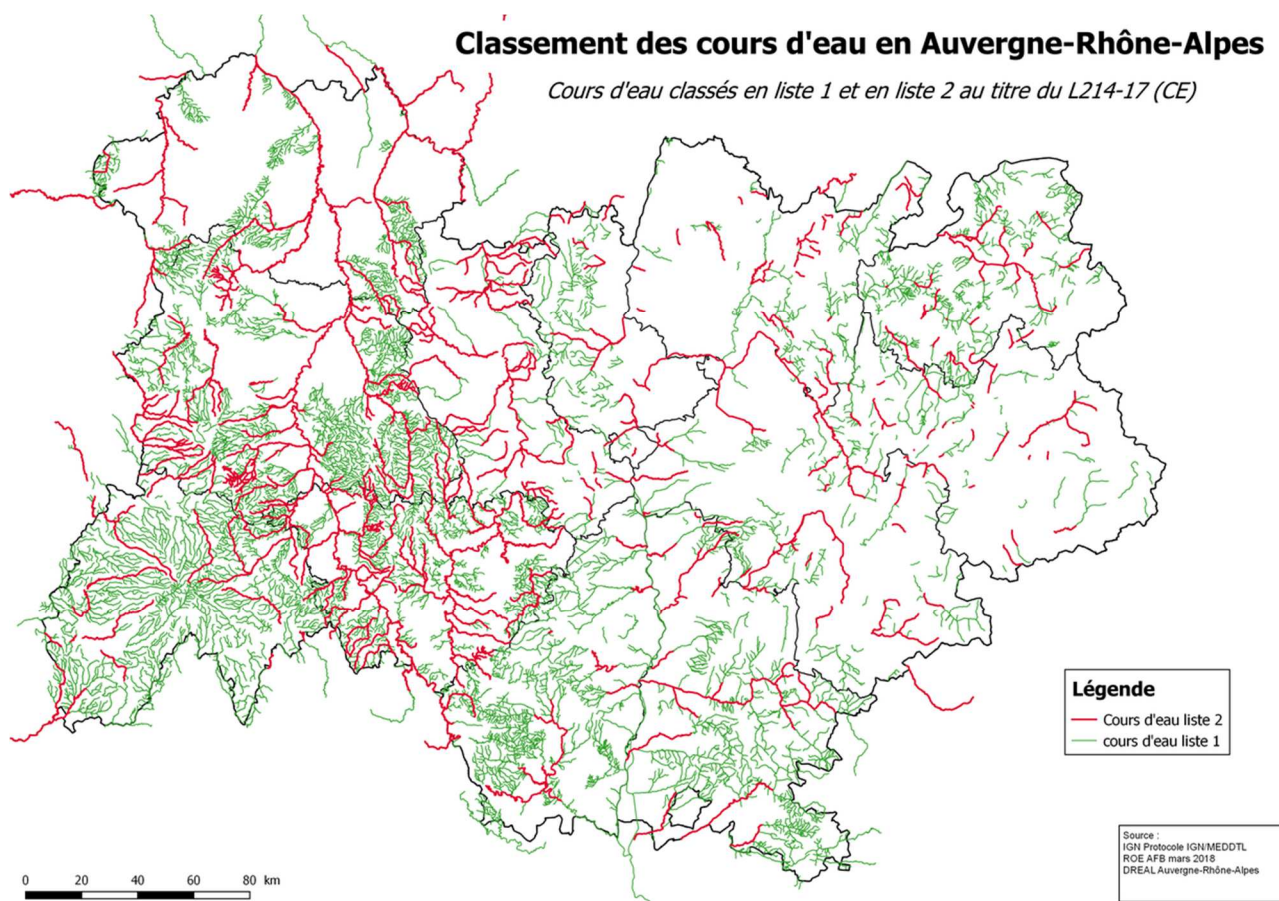 Classement des cours d'eau en Auvergne-Rhône-Alpes
Cours d'eau classés en liste 1 et en liste 2 au titre du L214-17 (CE)
Légende
Cours d'eau liste 2
cours d'eau liste 1
Source :
IGN Protocole IGN/MEDDTL
ROE AFB mars 2018
DREAL Auvergne-Rhône-Alpes
0 20 40 60 80 km